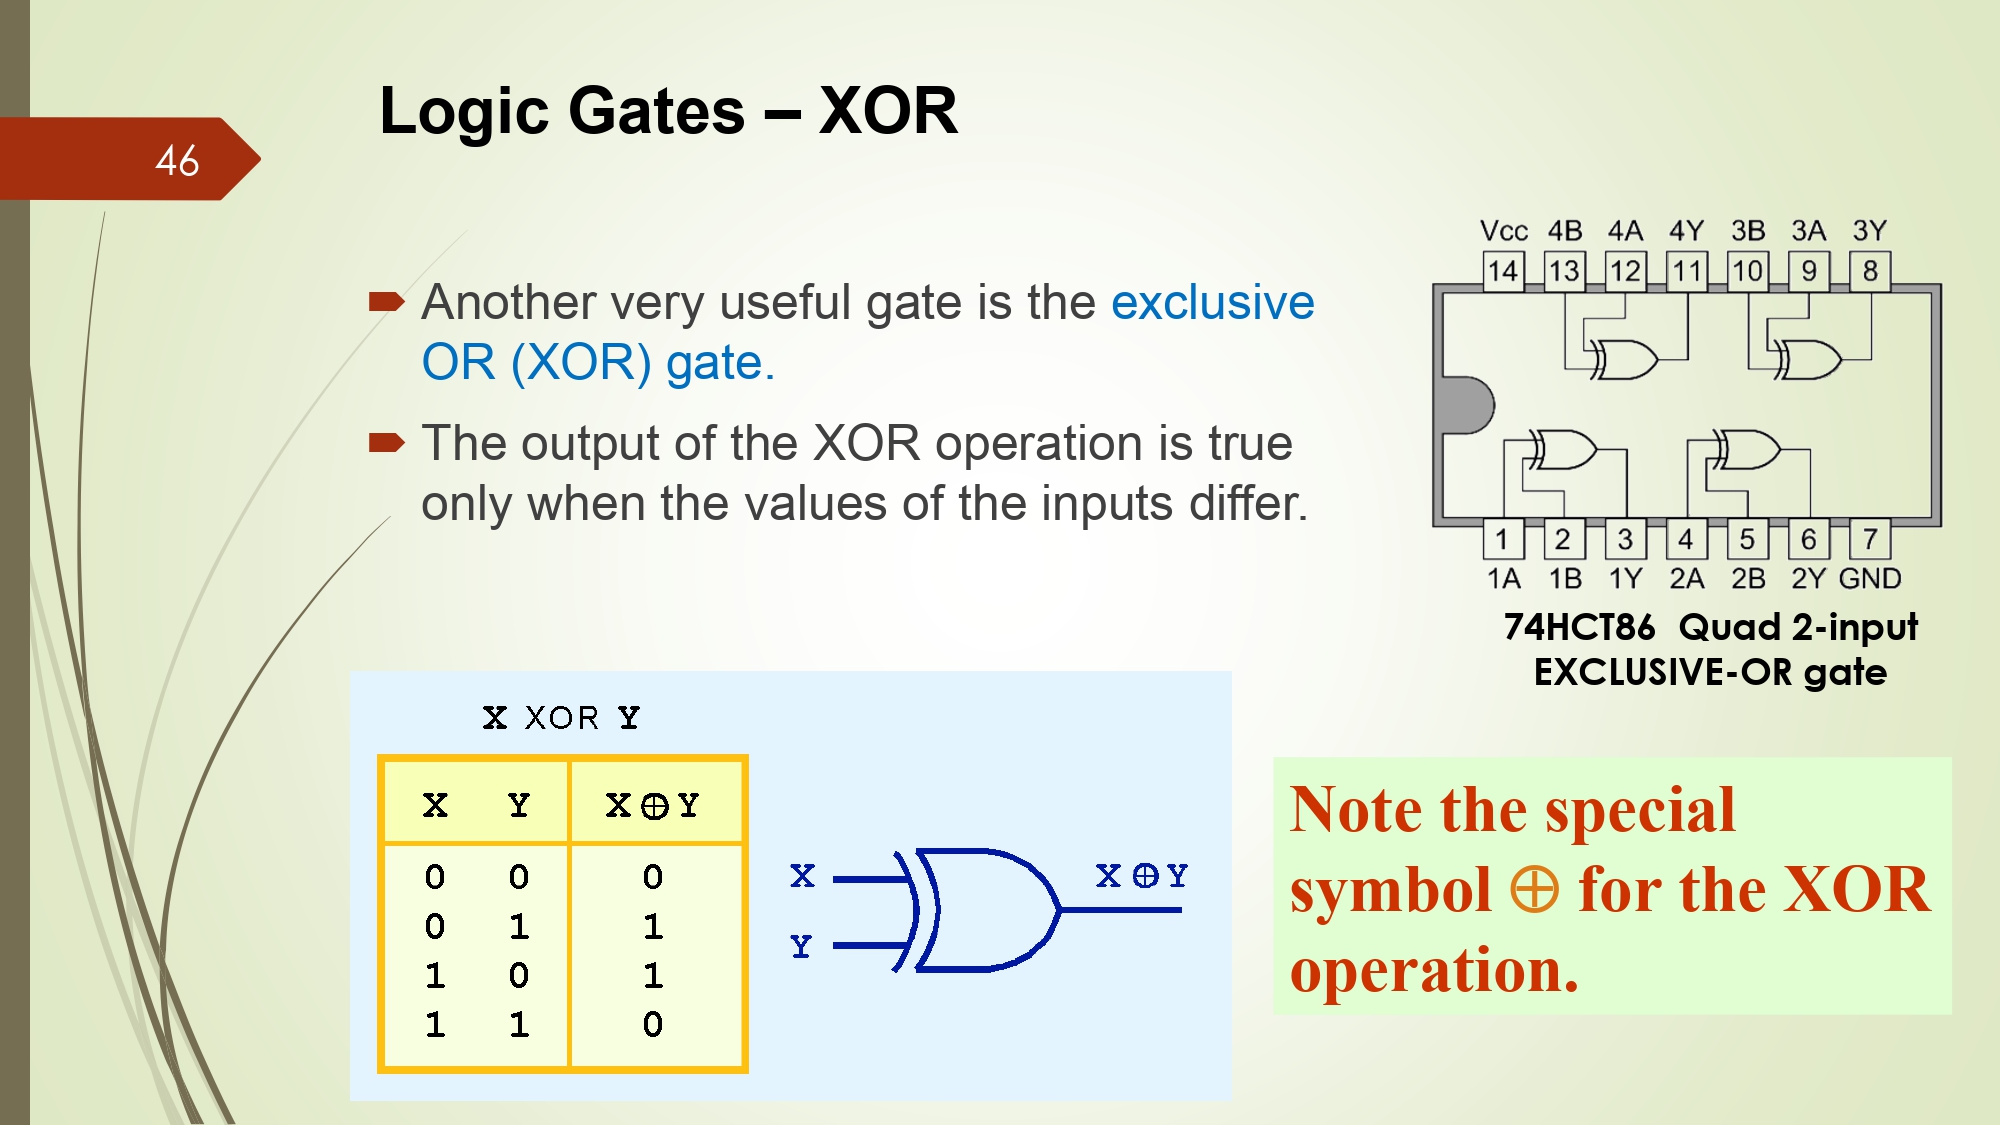 Logic Gates – XOR
46
Another very useful gate is the exclusive
OR (XOR) gate.
The output of the XOR operation is true
only when the values of the inputs differ.
Vcc 4B 4A 4Y 3B 3A 3Y
14 13 12 11 10 9 8
1 2 3 4 5 6 7
1A 1B 1Y 2A 2B 2Y GND
74HCT86 Quad 2-input
EXCLUSIVE-OR gate
X XOR Y
X Y X⊕Y
0 0 0
0 1 1
1 0 1
1 1 0
X
Y
X⊕Y
Note the special
symbol ⊕ for the XOR
operation.